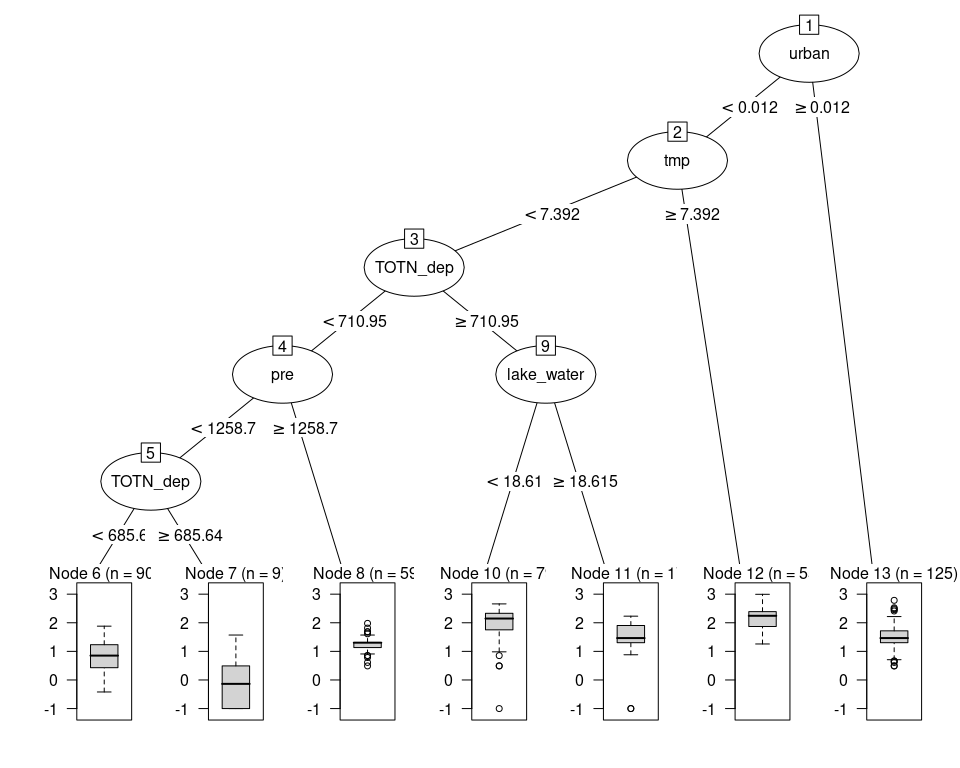 1
urban
< 0.012
≥ 0.012
2
tmp
< 7.392
≥ 7.392
3
TOTN_dep
< 710.95
≥ 710.95
4
pre
9
lake_water
< 1258.7
≥ 1258.7
5
TOTN_dep
< 18.61
≥ 18.615
< 685.6
≥ 685.64
Node 6 (n = 90
Node 7 (n = 9)
Node 8 (n = 59
Node 10 (n = 7
Node 11 (n = 1
Node 12 (n = 5
Node 13 (n = 125)
3 3 3 3 3 3 3
2 2 2 2 2 2 2
1 1 1 1 1 1 1
0 0 0 0 0 0 0
-1 -1 -1 -1 -1 -1 -1